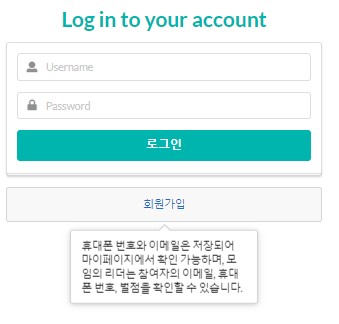 Log in to your account
Username
Password
로그인
회원가입
휴대폰 번호와 이메일은 저장되어
마이페이지에서 확인 가능하며, 모
임의 리더는 참여자의 이메일, 휴대
폰 번호, 별점을 확인할 수 있습니다.